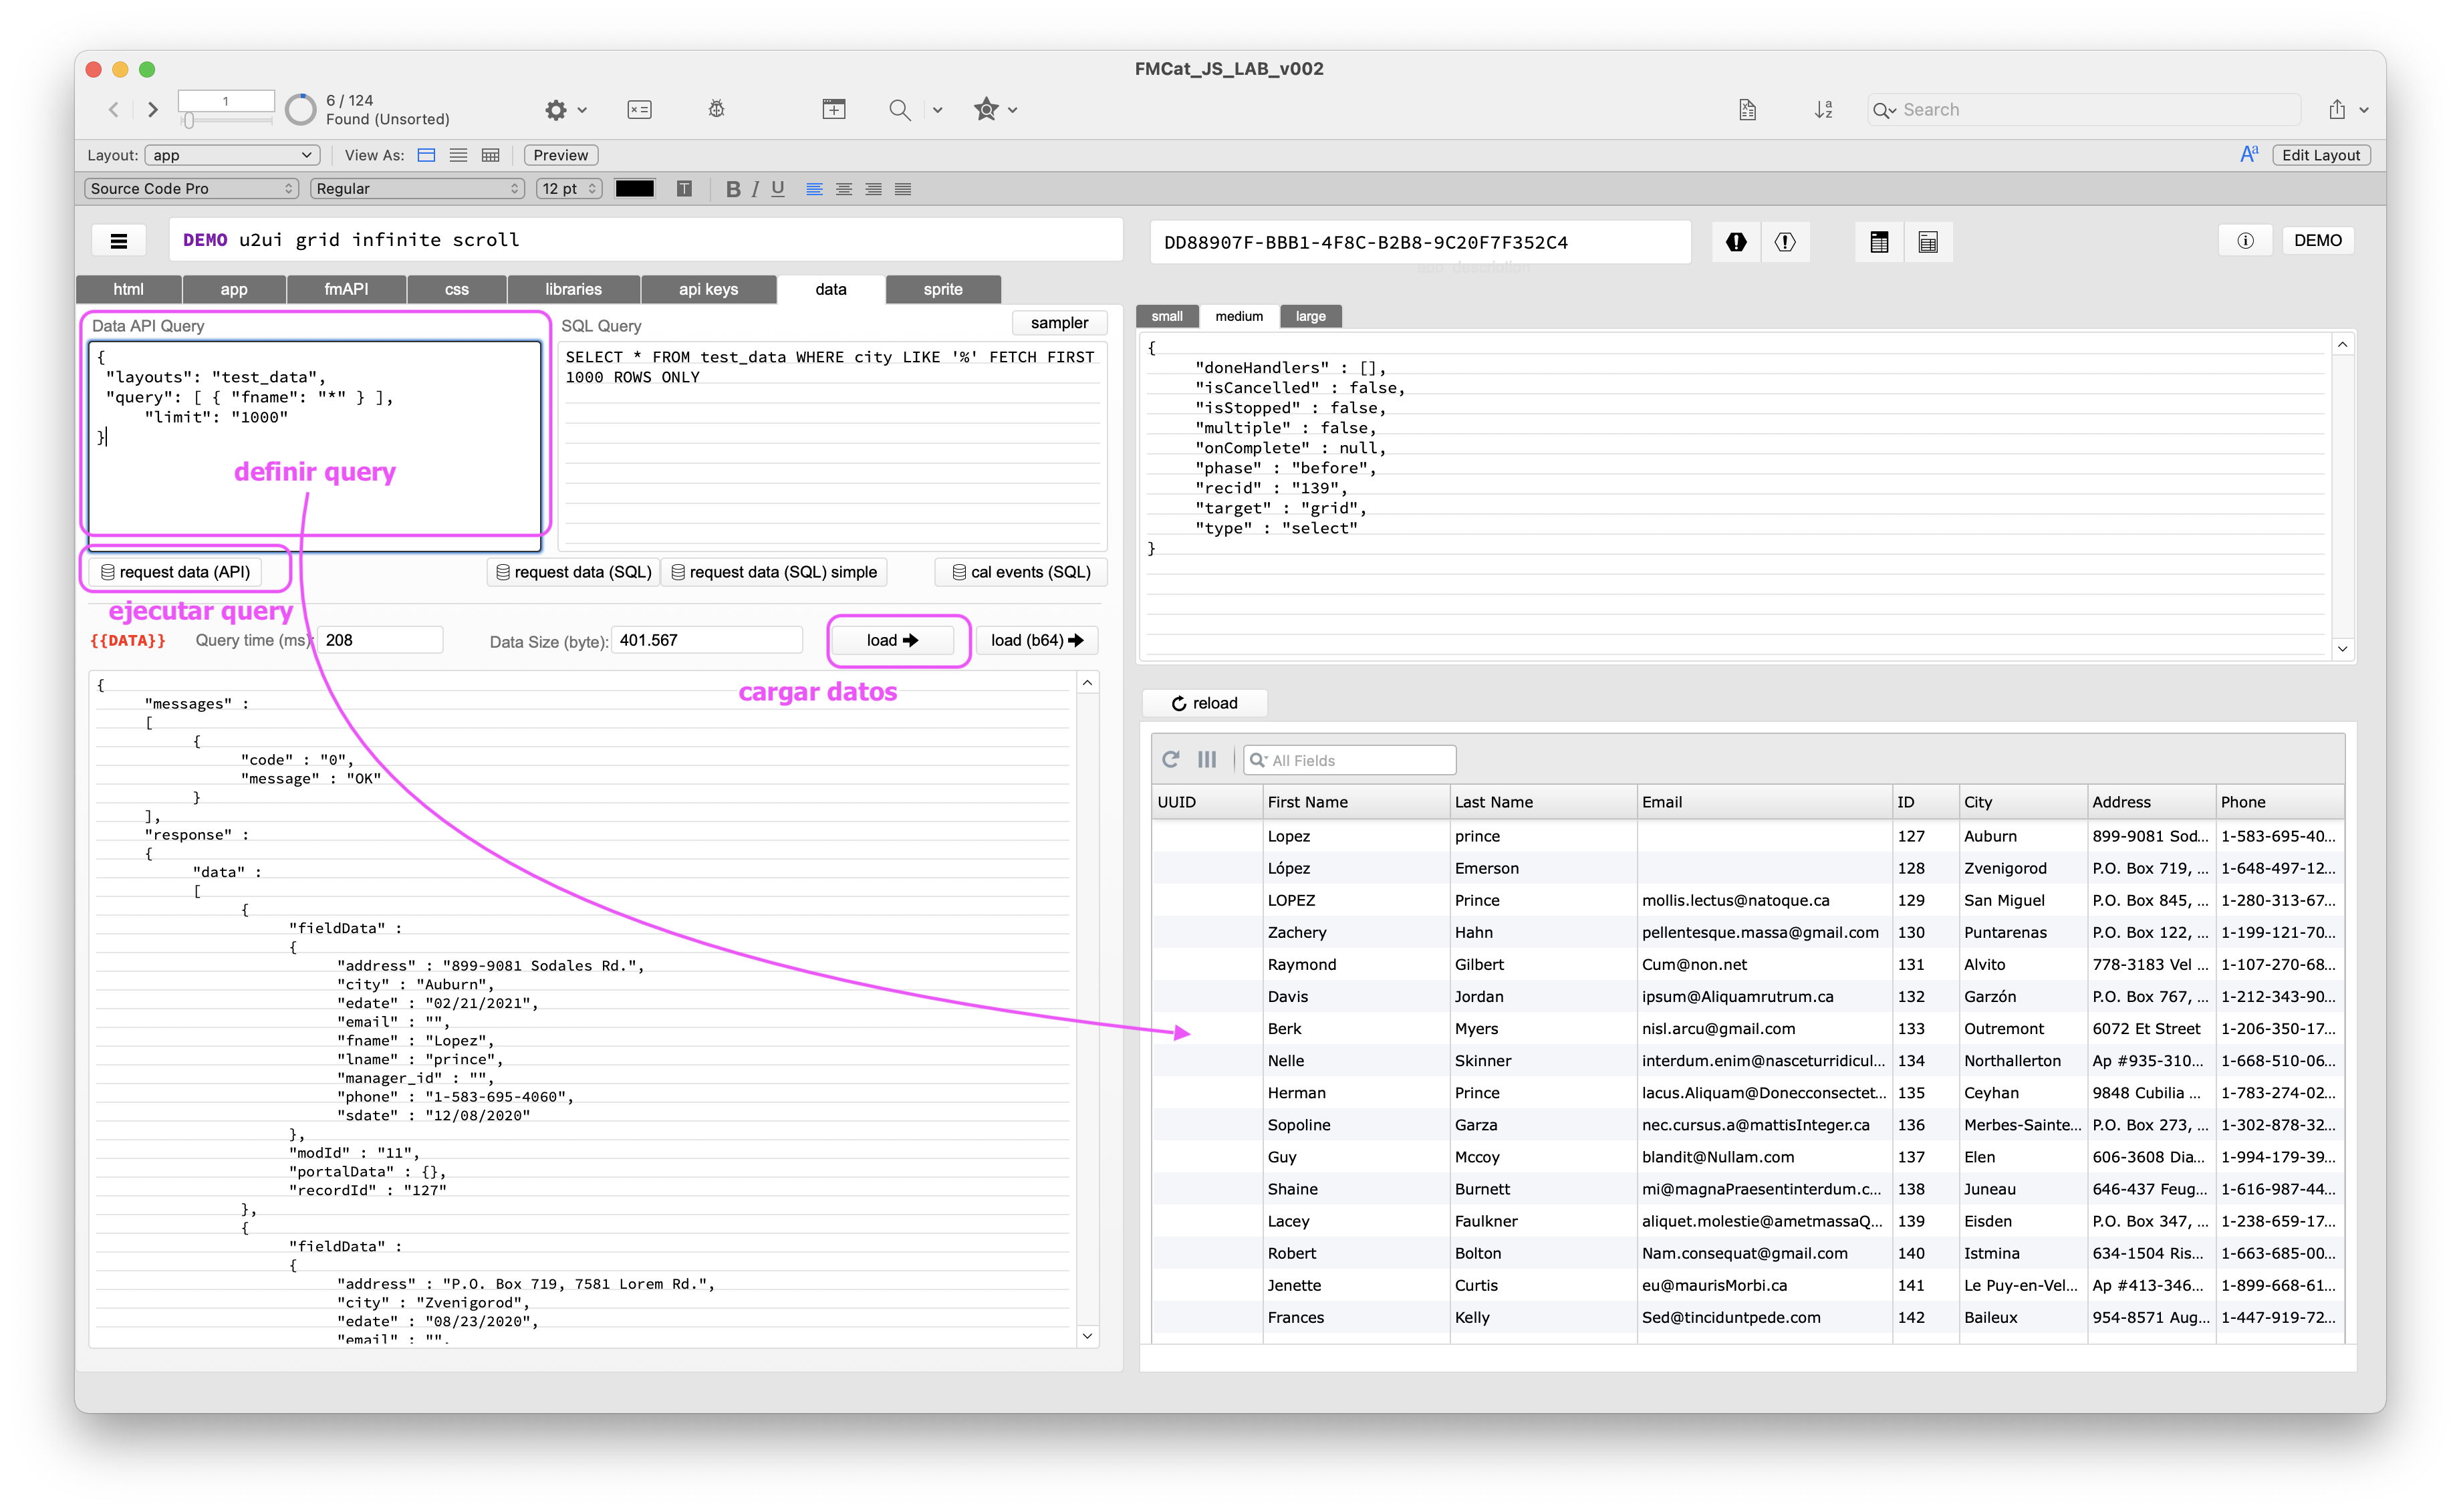 FMCat_JS_LAB_v002
1
6 / 124
Found (Unsorted)
Search
Layout:
app
View As:
Preview
Aa
Edit Layout
Source Code Pro
Regular
12 pt
B I U
DEMO u2ui grid infinite scroll
DD88907F-BBB1-4F8C-B2B8-9C20F7F352C4
DEMO
html
app
fmAPI
css
libraries
api keys
data
sprite
Data API Query
{
"layouts": "test_data",
"query": [ { "fname": "*" } ],
"limit": "1000"
}
definir query
SQL Query
sampler
SELECT * FROM test_data WHERE city LIKE '%' FETCH FIRST
1000 ROWS ONLY
request data (API)
request data (SQL)
request data (SQL) simple
cal events (SQL)
ejecutar query
{{DATA}}
Query time (ms):
208
Data Size (byte):
401.567
load
load (b64)
cargar datos
{
"messages" :
[
{
"code" : "0",
"message" : "OK"
}
],
"response" :
{
"data" :
[
{
"fieldData" :
{
"address" : "899-9081 Sodales Rd.",
"city" : "Auburn",
"edate" : "02/21/2021",
"email" : "",
"fname" : "Lopez",
"lname" : "prince",
"manager_id" : "",
"phone" : "1-583-695-4060",
"sdate" : "12/08/2020"
},
"modId" : "11",
"portalData" : {},
"recordId" : "127"
},
{
"fieldData" :
{
"address" : "P.O. Box 719, 7581 Lorem Rd.",
"city" : "Zvenigorod",
"edate" : "08/23/2020",
"email" : "",
small
medium
large
{
"doneHandlers" : [],
"isCancelled" : false,
"isStopped" : false,
"multiple" : false,
"onComplete" : null,
"phase" : "before",
"recid" : "139",
"target" : "grid",
"type" : "select"
}
reload
All Fields
UUID First Name Last Name Email ID City Address Phone
Lopez prince 127 Auburn 899-9081 Sod... 1-583-695-40...
López Emerson 128 Zvenigorod P.O. Box 719, ... 1-648-497-12...
LOPEZ Prince mollis.lectus@natoque.ca 129 San Miguel P.O. Box 845, ... 1-280-313-67...
Zachery Hahn pellentesque.massa@gmail.com 130 Puntarenas P.O. Box 122, ... 1-199-121-70...
Raymond Gilbert Cum@non.net 131 Alvito 778-3183 Vel ... 1-107-270-68...
Davis Jordan ipsum@Aliquamrutrum.ca 132 Garzón P.O. Box 767, ... 1-212-343-90...
Berk Myers nisl.arcu@gmail.com 133 Outremont 6072 Et Street 1-206-350-17...
Nelle Skinner interdum.enim@nasceturridicul... 134 Northallerton Ap #935-310... 1-668-510-06...
Herman Prince lacus.Aliquam@Donecconsectet... 135 Ceyhan 9848 Cubilia ... 1-783-274-02...
Sopoline Garza nec.cursus.a@mattisInteger.ca 136 Merbes-Sainte... P.O. Box 273, ... 1-302-878-32...
Guy Mccoy blandit@Nullam.com 137 Elen 606-3608 Dia... 1-994-179-39...
Shaine Burnett mi@magnaPraesentinterdum.c... 138 Juneau 646-437 Feug... 1-616-987-44...
Lacey Faulkner aliquet.molestie@ametmassaQ... 139 Eisden P.O. Box 347, ... 1-238-659-17...
Robert Bolton Nam.consequat@gmail.com 140 Istmina 634-1504 Ris... 1-663-685-00...
Jenette Curtis eu@maurisMorbi.ca 141 Le Puy-en-Vel... Ap #413-346... 1-899-668-61...
Frances Kelly Sed@tinciduntpede.com 142 Baileux 954-8571 Aug... 1-447-919-72...